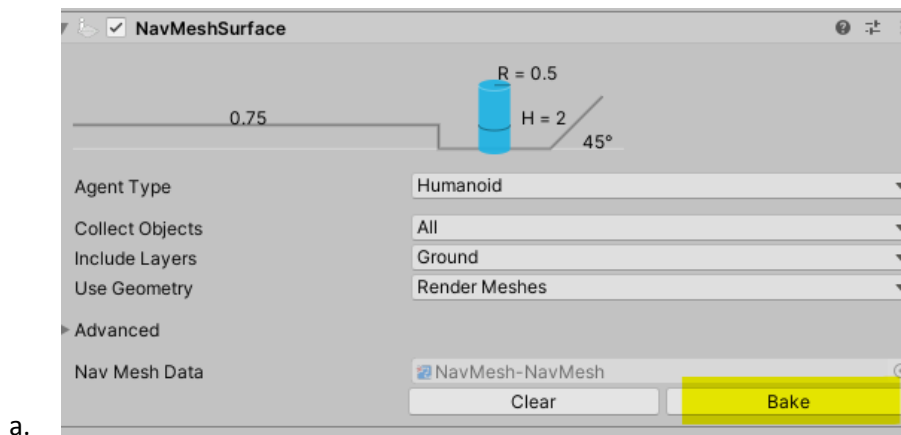 NavMeshSurface
R = 0.5
0.75
H = 2
45°
Agent Type Humanoid
Collect Objects All
Include Layers Ground
Use Geometry Render Meshes
Advanced
Nav Mesh Data NavMesh-NavMesh
Clear Bake
a.